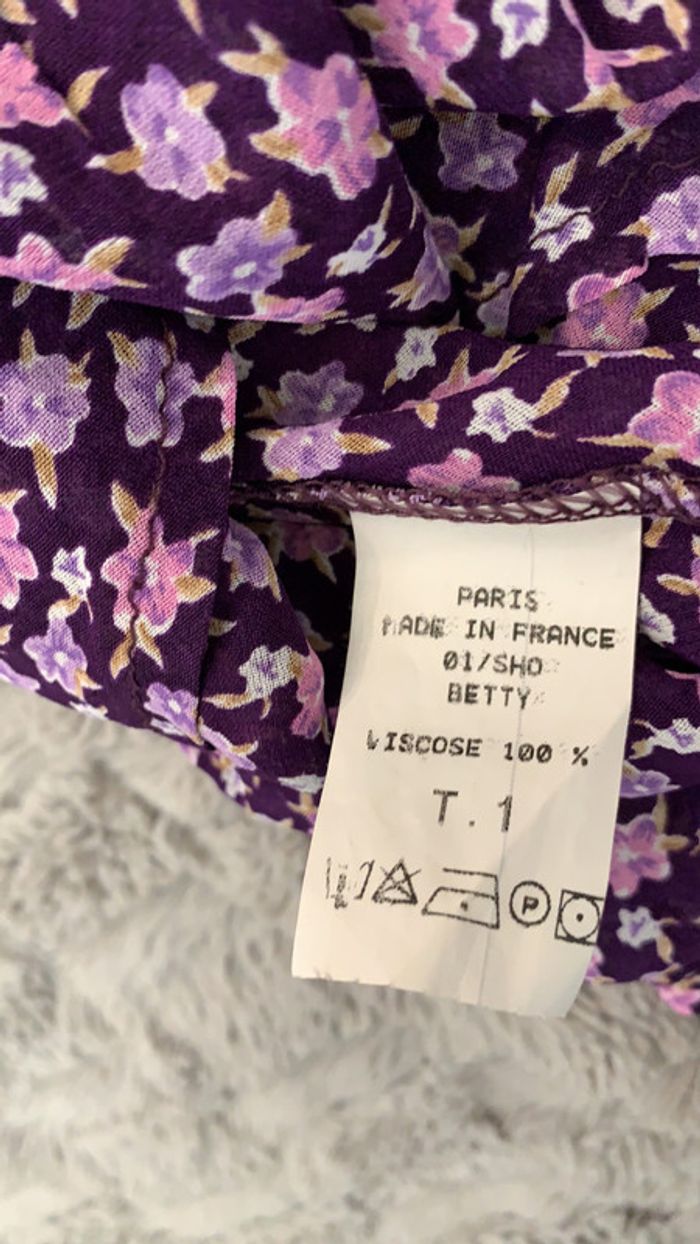 PARIS
MADE IN FRANCE
01/SHO
BETTY
VISCOSE 100 %
T.1
P